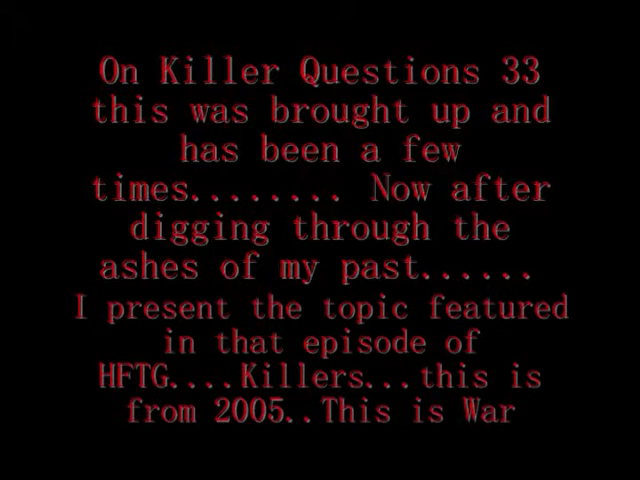 On Killer Questions 33
this was brought up and
has been a few
times........ Now after
digging through the
ashes of my past......
I present the topic featured
in that episode of
HFTG....Killers...this is
from 2005..This is War